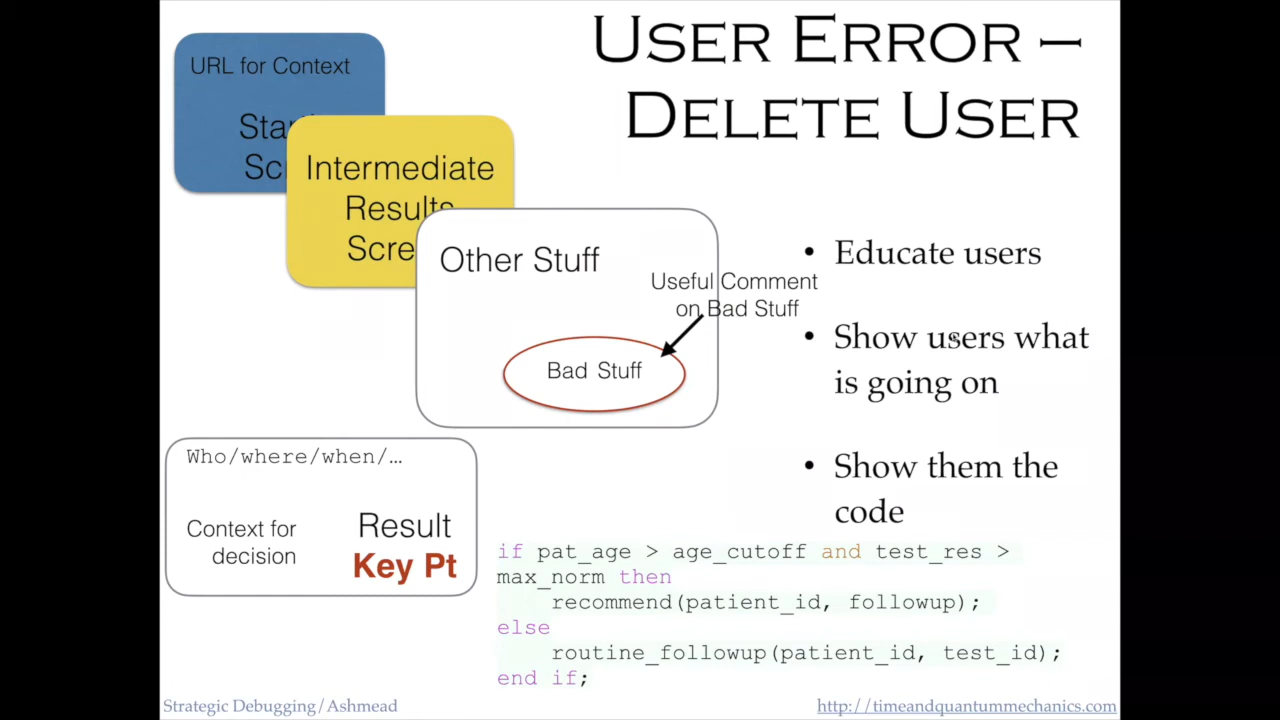 USER ERROR –
DELETE USER
URL for Context
Intermediate
Results
Other Stuff
Useful Comment
on Bad Stuff
Bad Stuff
• Educate users
• Show users what
is going on
• Show them the
code
Who/where/when/…
Context for
decision
Result
Key Pt
if pat_age > age_cutoff and test_res >
max_norm then
recommend(patient_id, followup);
else
routine_followup(patient_id, test_id);
end if;
Strategic Debugging/Ashmead
http://timeandquantummechanics.com